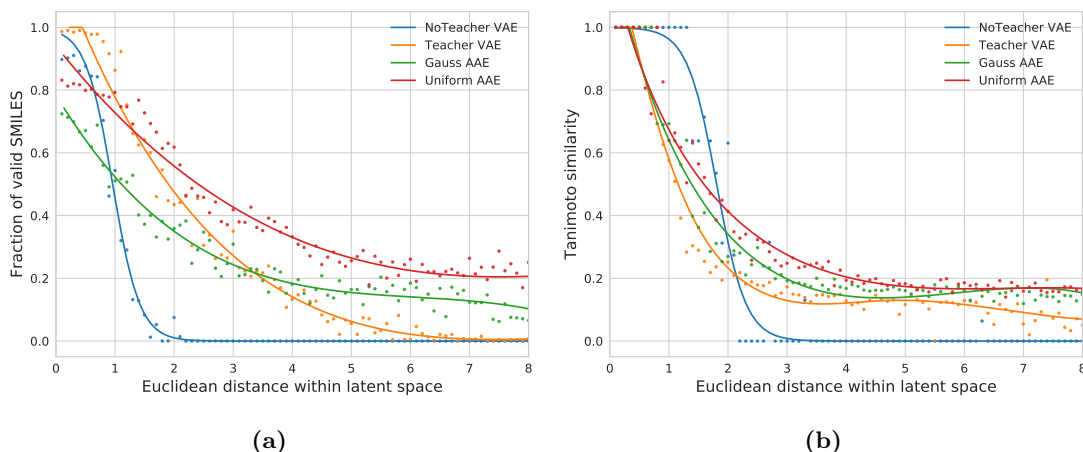 NoTeacher VAE
Teacher VAE
Gauss AAE
Uniform AAE
Fraction of valid SMILES
1.0
0.8
0.6
0.4
0.2
0.0
0 1 2 3 4 5 6 7 8
Euclidean distance within latent space
(a)
NoTeacher VAE
Teacher VAE
Gauss AAE
Uniform AAE
Tanimoto similarity
1.0
0.8
0.6
0.4
0.2
0.0
0 1 2 3 4 5 6 7 8
Euclidean distance within latent space
(b)